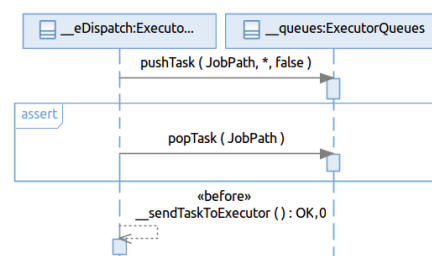 __eDispatch:Executo...
__queues:ExecutorQueues
pushTask ( JobPath, *, false )
assert
popTask ( JobPath )
«before»
__sendTaskToExecutor ( ) : OK,0